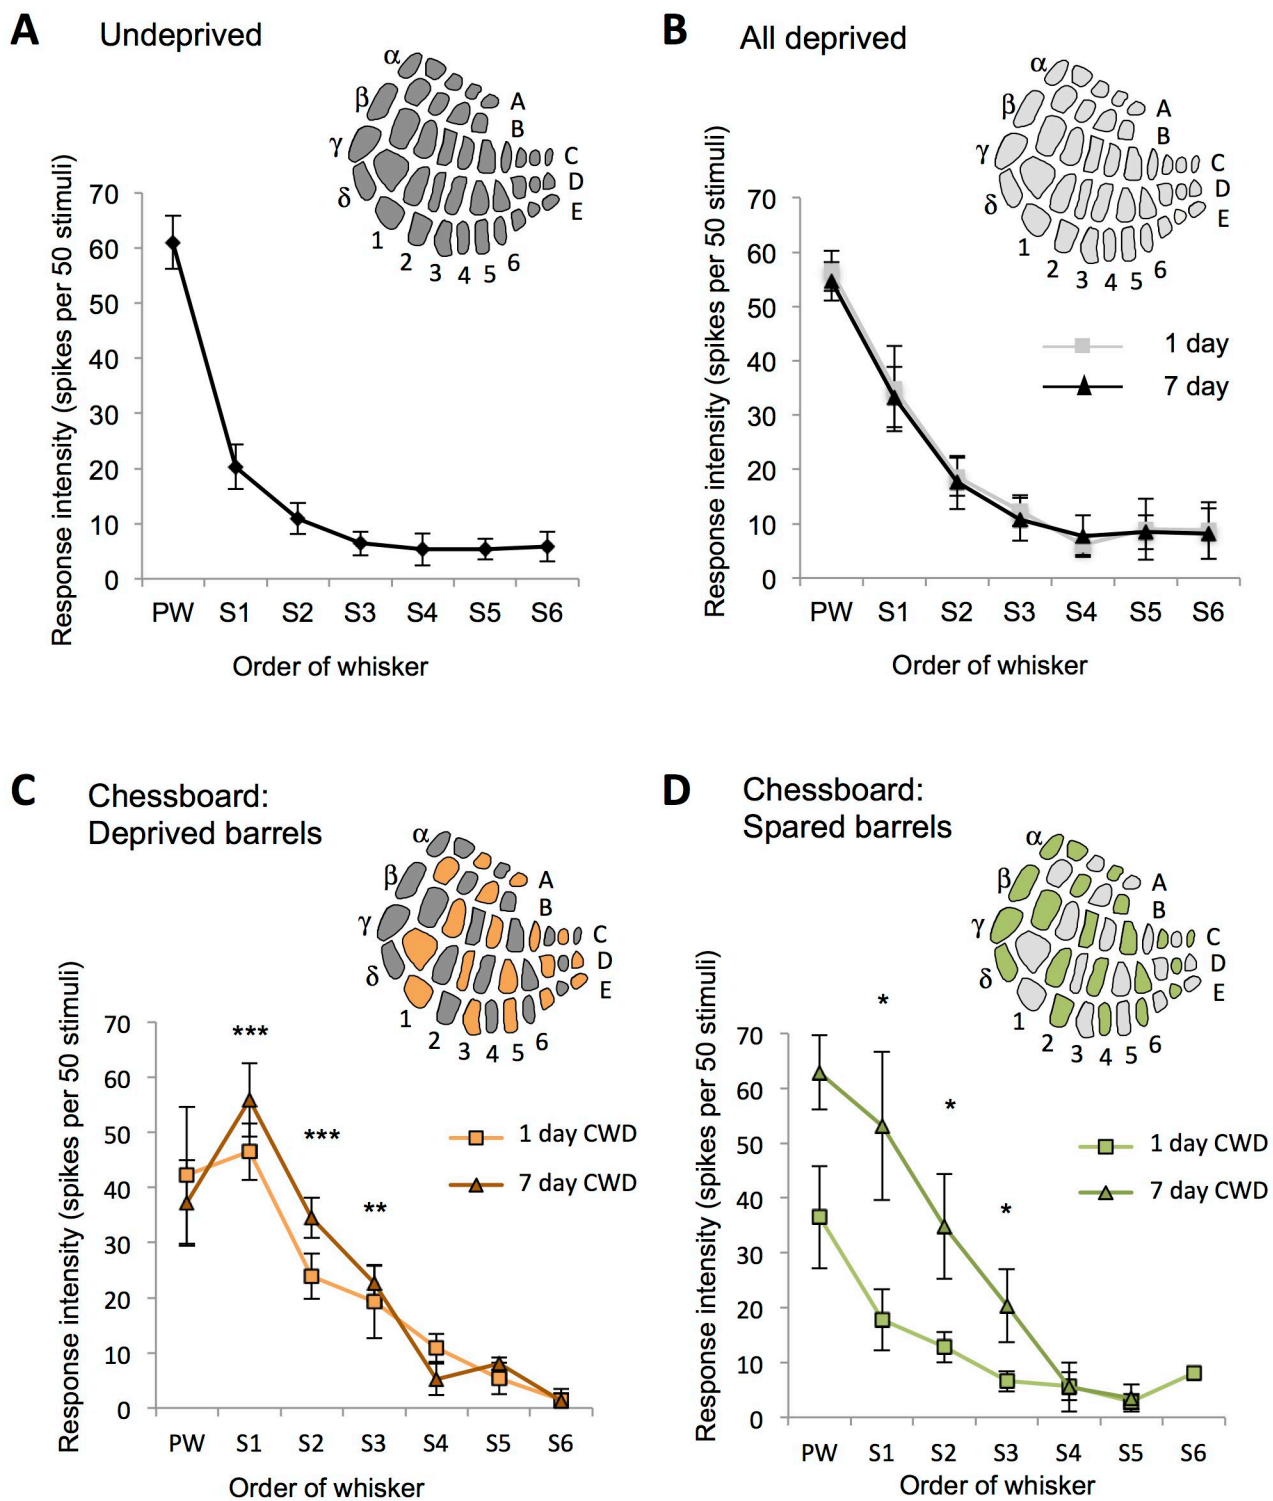 A
Undeprived
α
β
γ
δ
A
B
C
D
E
1 2 3 4 5 6
Response intensity (spikes per 50 stimuli)
70
60
50
40
30
20
10
0
PW S1 S2 S3 S4 S5 S6
Order of whisker
B
All deprived
α
β
γ
δ
A
B
C
D
E
1 2 3 4 5 6
1 day
7 day
Response intensity (spikes per 50 stimuli)
70
60
50
40
30
20
10
0
PW S1 S2 S3 S4 S5 S6
Order of whisker
C
Chessboard:
Deprived barrels
α
β
γ
δ
A
B
C
D
E
1 2 3 4 5 6
***
***
**
1 day CWD
7 day CWD
Response intensity (spikes per 50 stimuli)
70
60
50
40
30
20
10
0
PW S1 S2 S3 S4 S5 S6
Order of whisker
D
Chessboard:
Spared barrels
α
β
γ
δ
A
B
C
D
E
1 2 3 4 5 6
*
*
*
1 day CWD
7 day CWD
Response intensity (spikes per 50 stimuli)
70
60
50
40
30
20
10
0
PW S1 S2 S3 S4 S5 S6
Order of whisker